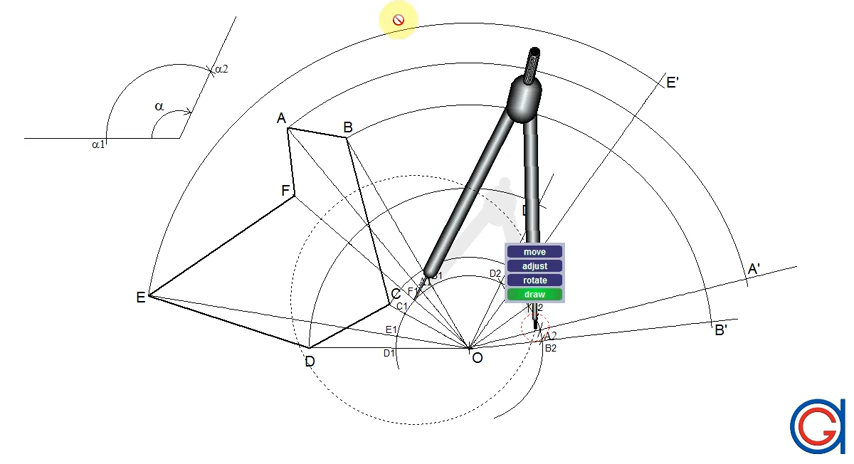 α2
α
α1
E'
A
B
F
D
A'
E
C
C1
F1
D2
B'
E1
D1
O
A2
B2
move
adjust
rotate
draw